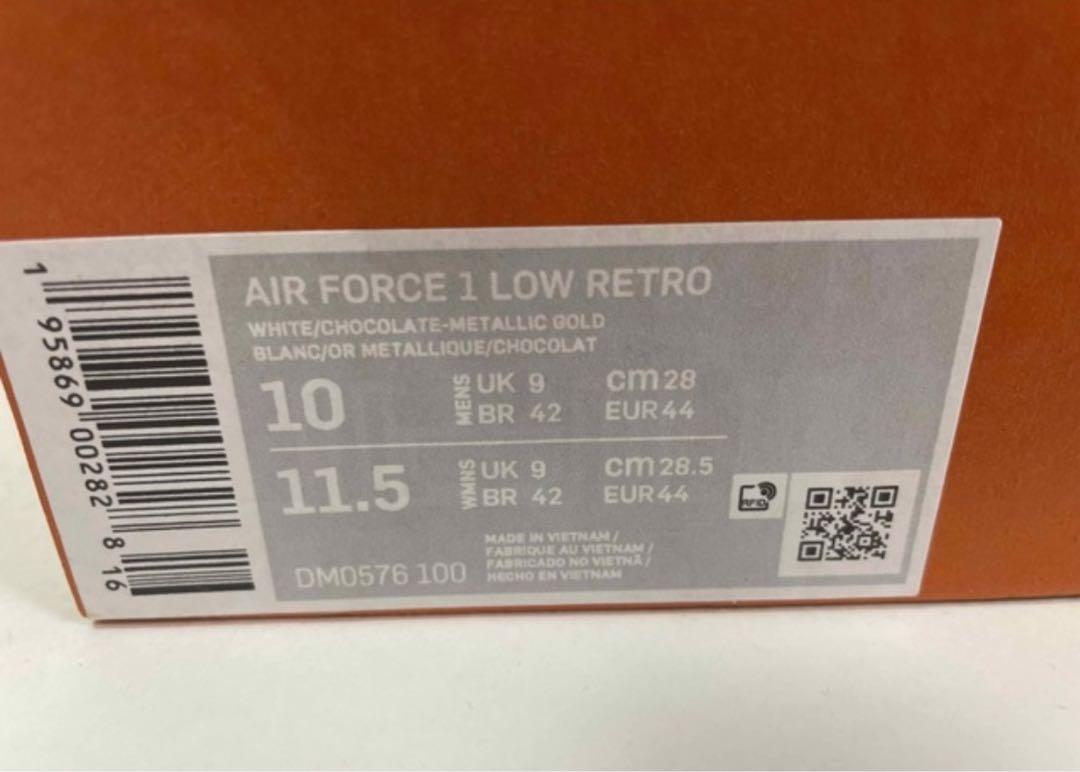 AIR FORCE 1 LOW RETRO
WHITE/CHOCOLATE-METALLIC GOLD
BLANC/OR METALLIQUE/CHOCOLAT
10 MENS UK 9 cm 28
BR 42 EUR 44
11.5 WMNS UK 9 cm 28.5
BR 42 EUR 44
RFID
MADE IN VIETNAM /
FABRIQUE AU VIETNAM /
FABRICADO NO VIETNÃ /
HECHO EN VIETNAM
DM0576 100
1 95869 00282 8 16